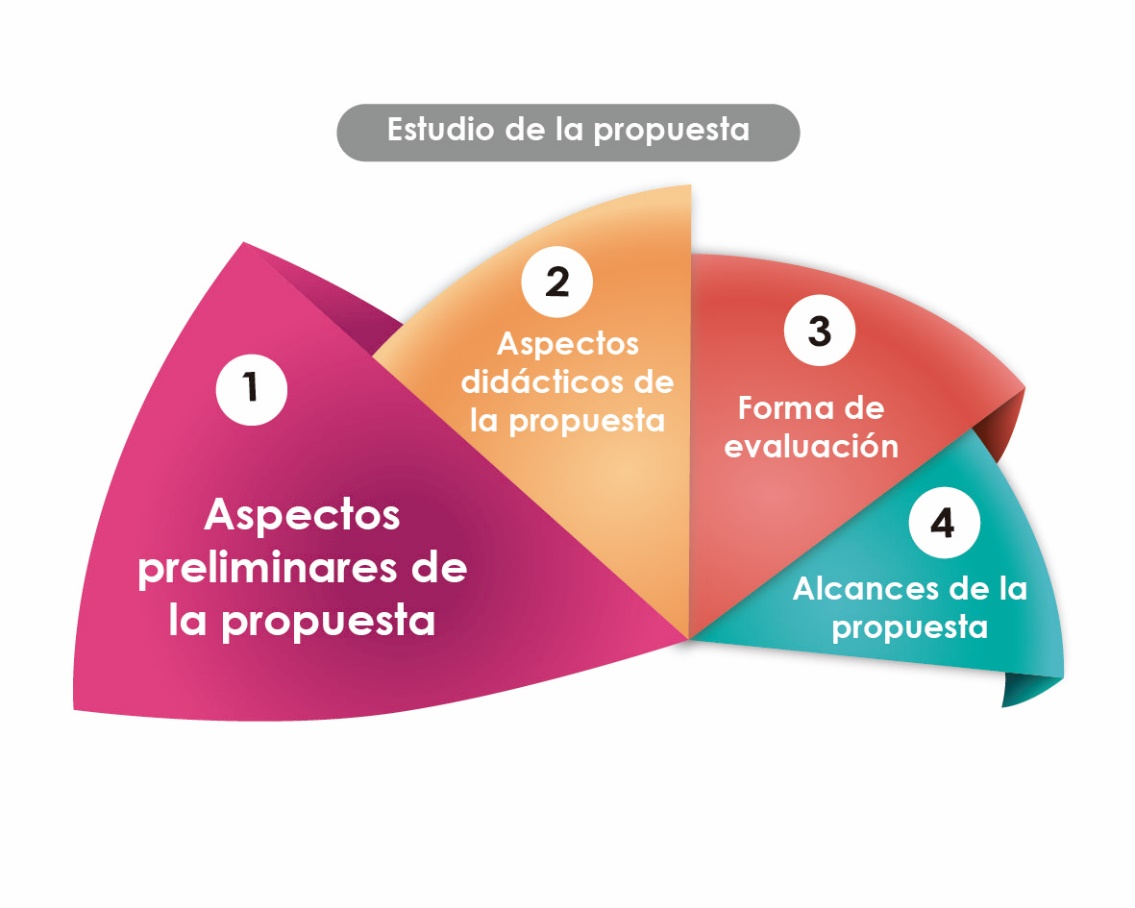 Estudio de la propuesta
1
Aspectos
preliminares de
la propuesta
2
Aspectos
didácticos de
la propuesta
3
Forma de
evaluación
4
Alcances de la
propuesta